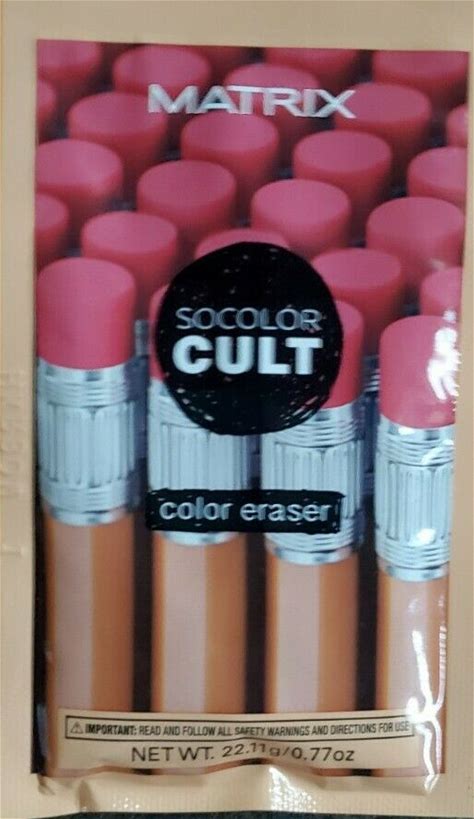 MATRIX
SOCOLOR
CULT
color eraser
⚠ IMPORTANT: READ AND FOLLOW ALL SAFETY WARNINGS AND DIRECTIONS FOR USE
NET WT. 22.11g/0.77oz